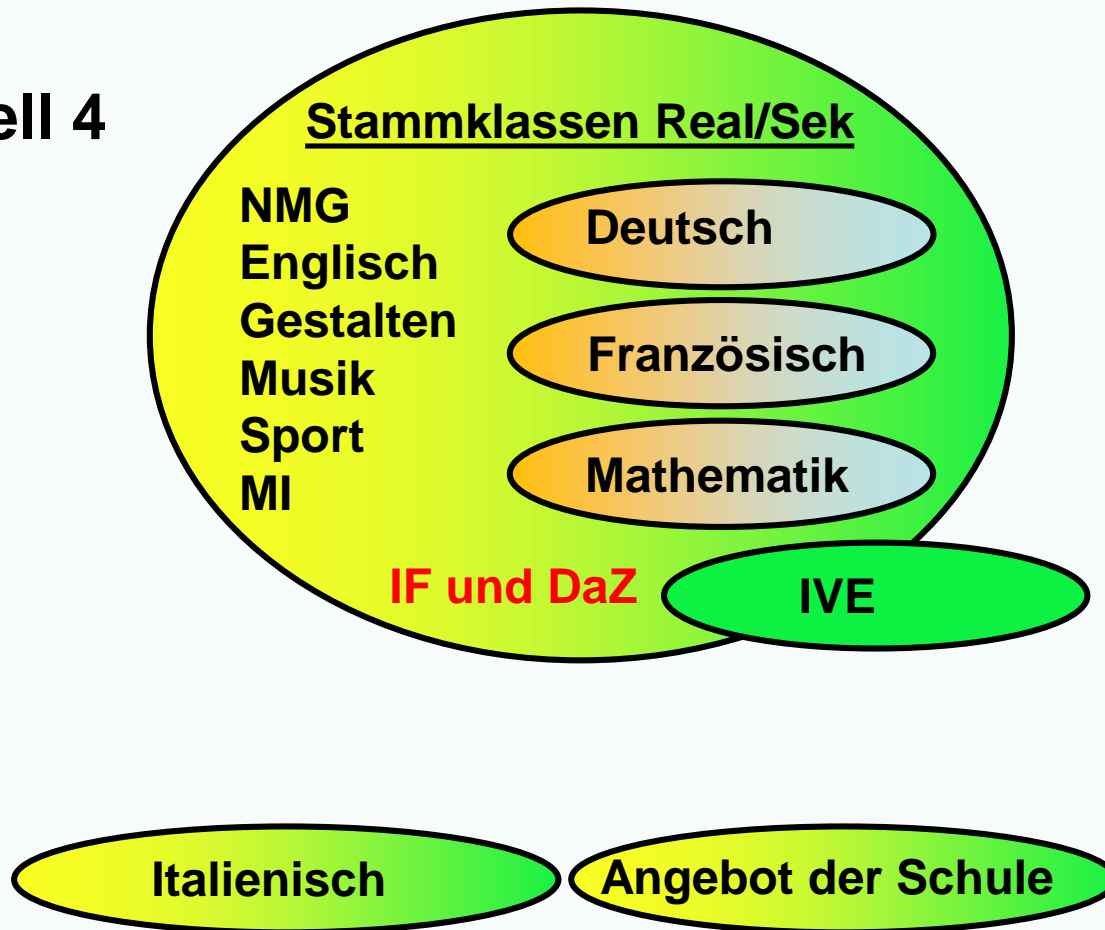 ell 4
Stammklassen Real/Sek
NMG
Englisch
Gestalten
Musik
Sport
MI
Deutsch
Französisch
Mathematik
IF und DaZ
IVE
Italienisch
Angebot der Schule